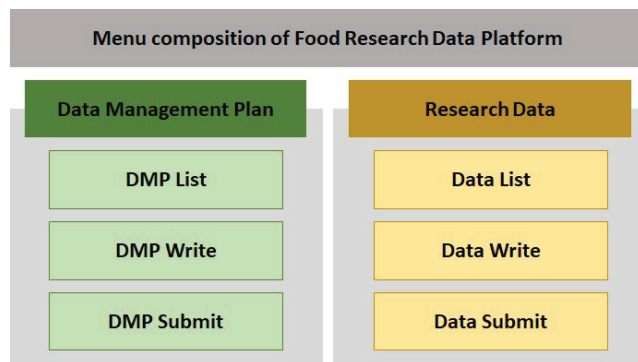 Menu composition of Food Research Data Platform
Data Management Plan
DMP List
DMP Write
DMP Submit
Research Data
Data List
Data Write
Data Submit